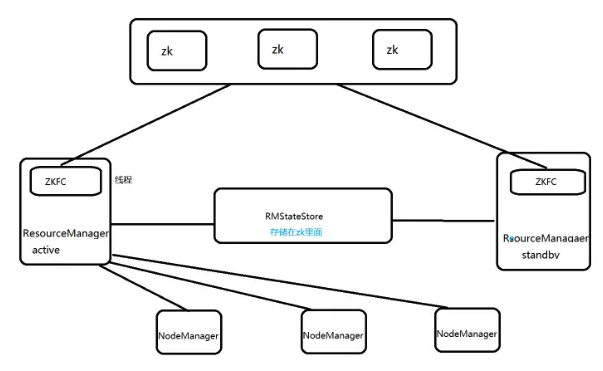 zk
zk
zk
ZKFC
线程
ResourceManager
active
RMStateStore
存储在zk里面
ZKFC
RsourceManagaer
standby
NodeManager
NodeManager
NodeManager